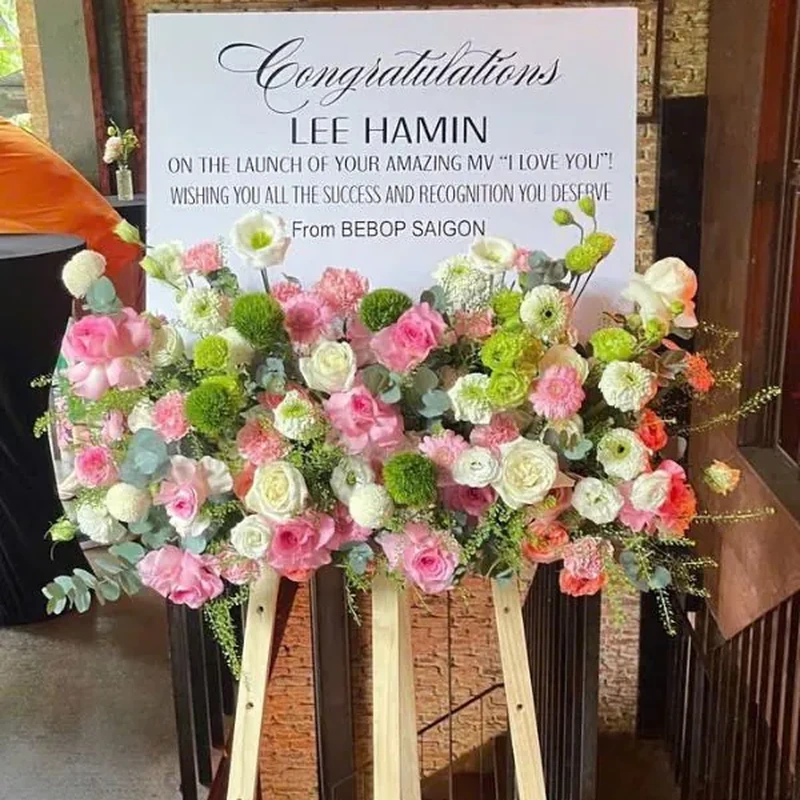 Congratulations
LEE HAMIN
ON THE LAUNCH OF YOUR AMAZING MV “I LOVE YOU”!
WISHING YOU ALL THE SUCCESS AND RECOGNITION YOU DESERVE
From BEBOP SAIGON